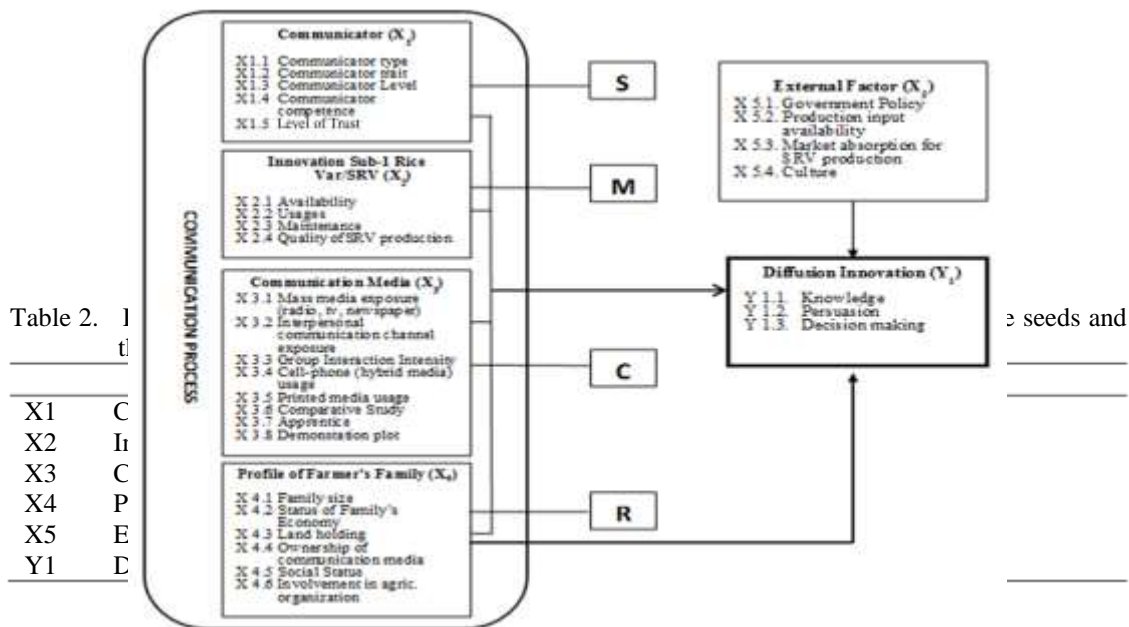 COMMUNICATION PROCESS
Communicator (X1)
X1.1 Communicator type
X1.2 Communicator trait
X1.3 Communicator Level
X1.4 Communicator
competence
X1.5 Level of Trust
Innovation Sub-1 Rice
Var/SRV (X2)
X 2.1 Availability
X 2.2 Usages
X 2.3 Maintenance
X 2.4 Quality of SRV production
Communication Media (X3)
X 3.1 Mass media exposure
(radio, tv, newspaper)
X 3.2 Interpersonal
communication channel
exposure
X 3.3 Group Interaction Intensity
X 3.4 Cell-phone (hybrid media)
usage
X 3.5 Printed media usage
X 3.6 Comparative Study
X 3.7 Apprentice
X 3.8 Demonstation plot
Profile of Farmer's Family (X4)
X 4.1 Family size
X 4.2 Status of Family's
Economy
X 4.3 Land holding
X 4.4 Ownership of
communication media
X 4.5 Social Status
X 4.6 Involvement in agric.
organization
S
M
C
R
External Factor (X5)
X 5.1. Government Policy
X 5.2. Production input
availability
X 5.3. Market absorption for
SRV production
X 5.4. Culture
Diffusion Innovation (Y1)
Y 1.1. Knowledge
Y 1.2. Persuasion
Y 1.3. Decision making
Table 2.
e seeds and
X1 C
X2
X3 C
X4 P
X5 E
Y1 D